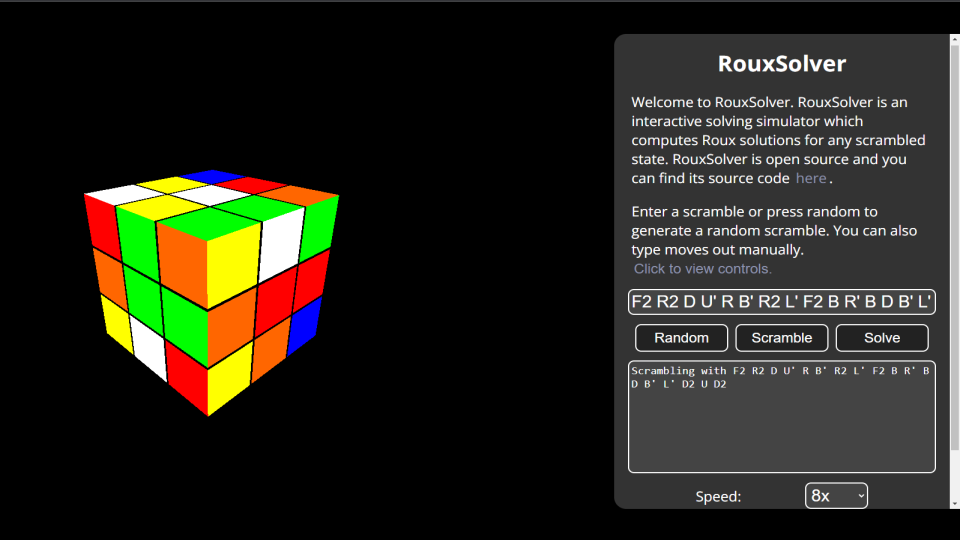 RouxSolver
Welcome to RouxSolver. RouxSolver is an
interactive solving simulator which
computes Roux solutions for any scrambled
state. RouxSolver is open source and you
can find its source code here.
Enter a scramble or press random to
generate a random scramble. You can also
type moves out manually.
Click to view controls.
F2 R2 D U' R B' R2 L' F2 B R' B D B' L'
Random Scramble Solve
Scrambling with F2 R2 D U' R B' R2 L' F2 B R' B
D B' L' D2 U D2
Speed: 8x